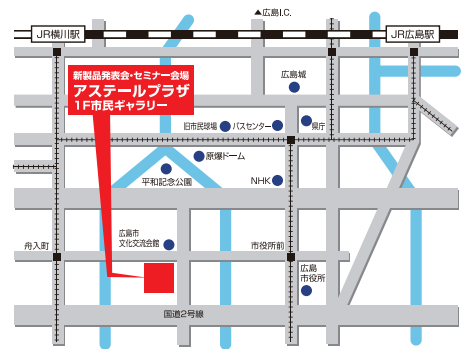 ▲広島I.C.
JR横川駅
JR広島駅
新製品発表会・セミナー会場
アステールプラザ
1F市民ギャラリー
広島城
旧市民球場
バスセンター
県庁
原爆ドーム
平和記念公園
NHK
舟入町
広島市
文化交流会館
市役所前
広島
市役所
国道2号線